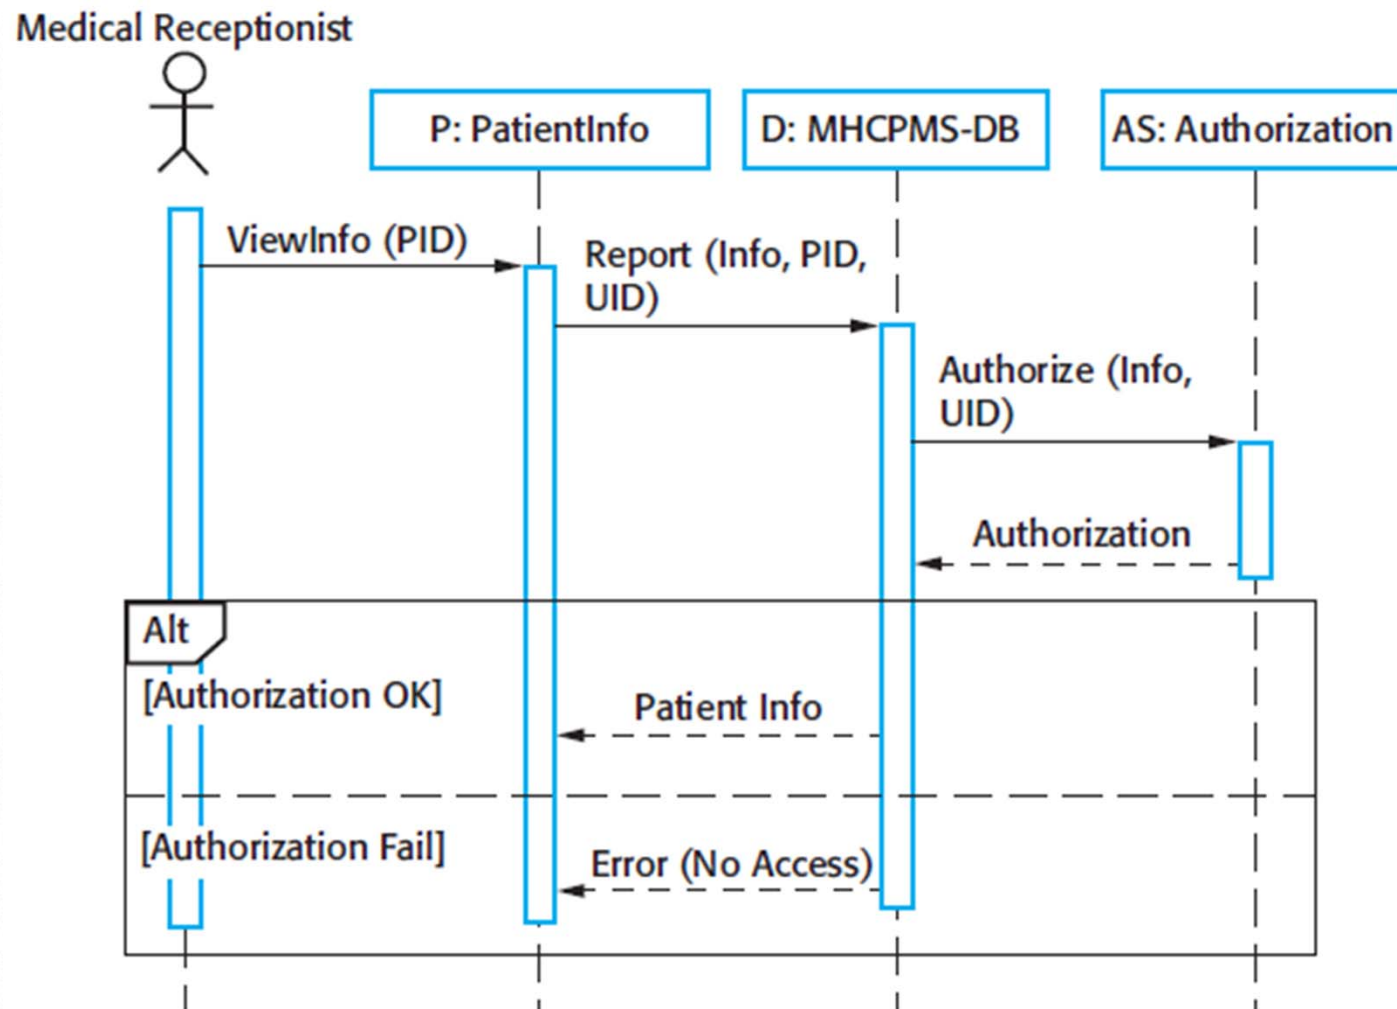 Medical Receptionist
P: PatientInfo
D: MHCPMS-DB
AS: Authorization
ViewInfo (PID)
Report (Info, PID,
UID)
Authorize (Info,
UID)
Authorization
Alt
[Authorization OK]
Patient Info
[Authorization Fail]
Error (No Access)